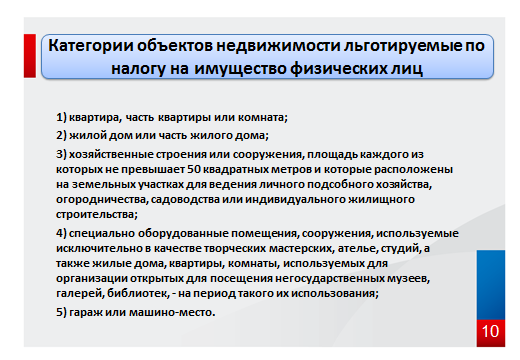 Категории объектов недвижимости льготируемые по
налогу на имущество физических лиц
1) квартира, часть квартиры или комната;
2) жилой дом или часть жилого дома;
3) хозяйственные строения или сооружения, площадь каждого из
которых не превышает 50 квадратных метров и которые расположены
на земельных участках для ведения личного подсобного хозяйства,
огородничества, садоводства или индивидуального жилищного
строительства;
4) специально оборудованные помещения, сооружения, используемые
исключительно в качестве творческих мастерских, ателье, студий, а
также жилые дома, квартиры, комнаты, используемых для
организации открытых для посещения негосударственных музеев,
галерей, библиотек, - на период такого их использования;
5) гараж или машино-место.
10